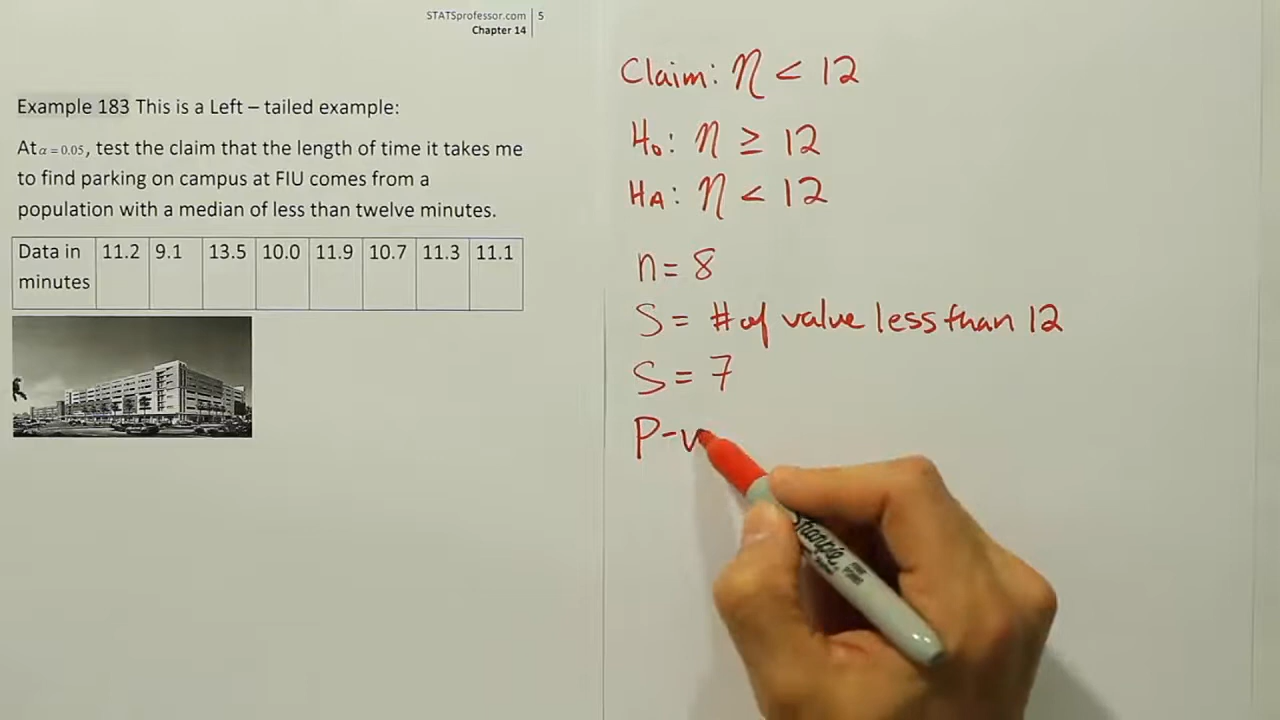 STATSprofessor.com 5
Chapter 14
Example 183 This is a Left – tailed example:
At α = 0.05, test the claim that the length of time it takes me
to find parking on campus at FIU comes from a
population with a median of less than twelve minutes.
Data in minutes 11.2 9.1 13.5 10.0 11.9 10.7 11.3 11.1
Claim: η < 12
H₀: η ≥ 12
HA: η < 12
n = 8
S = # of value less than 12
S = 7
P-v
Sharpie